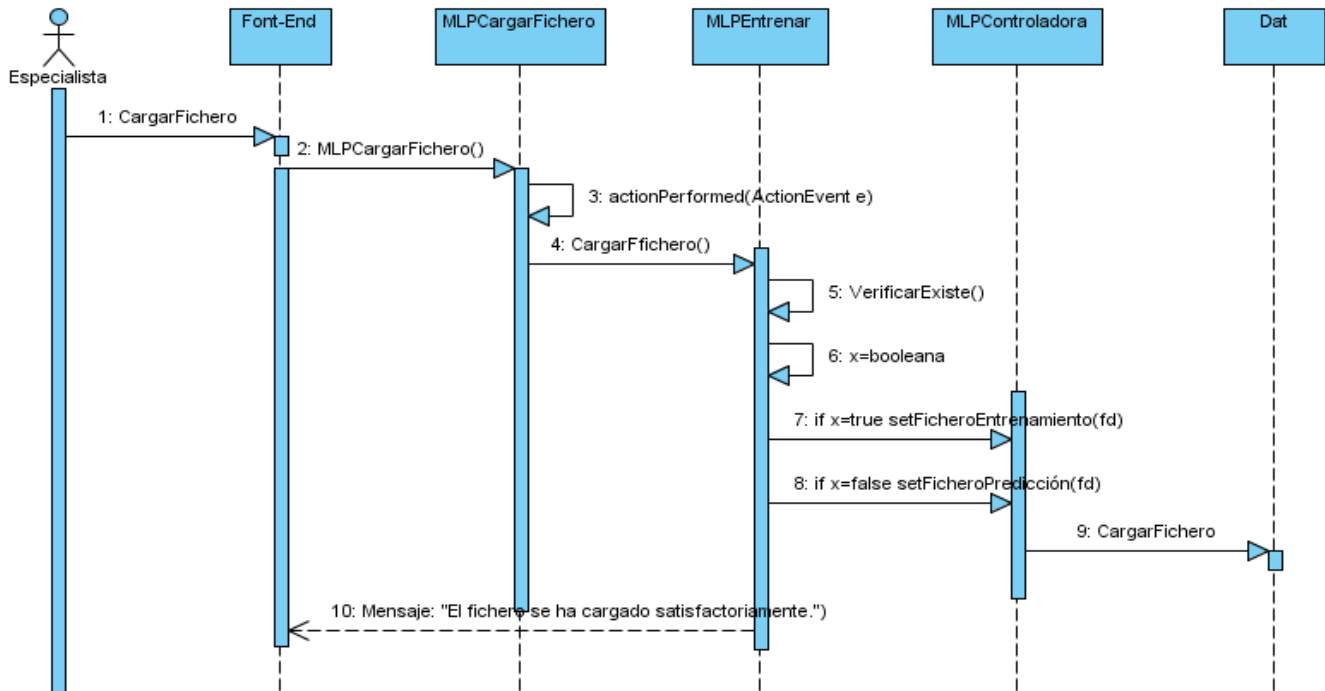 Font-End
MLPCargarFichero
MLPEntrenar
MLPControladora
Dat
Especialista
1: CargarFichero
2: MLPCargarFichero()
3: actionPerformed(ActionEvent e)
4: CargarFfichero()
5: VerificarExiste()
6: x=booleana
7: if x=true setFicheroEntrenamiento(fd)
8: if x=false setFicheroPredicción(fd)
9: CargarFichero
10: Mensaje: "El fichero se ha cargado satisfactoriamente.")